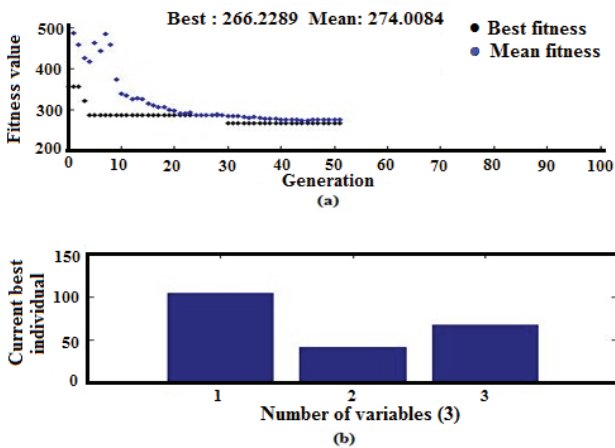 Best : 266.2289 Mean: 274.0084
Best fitness
Mean fitness
Fitness value
500
400
300
200
0 10 20 30 40 50 60 70 80 90 100
Generation
(a)
Current best
individual
150
100
50
0
1 2 3
Number of variables (3)
(b)